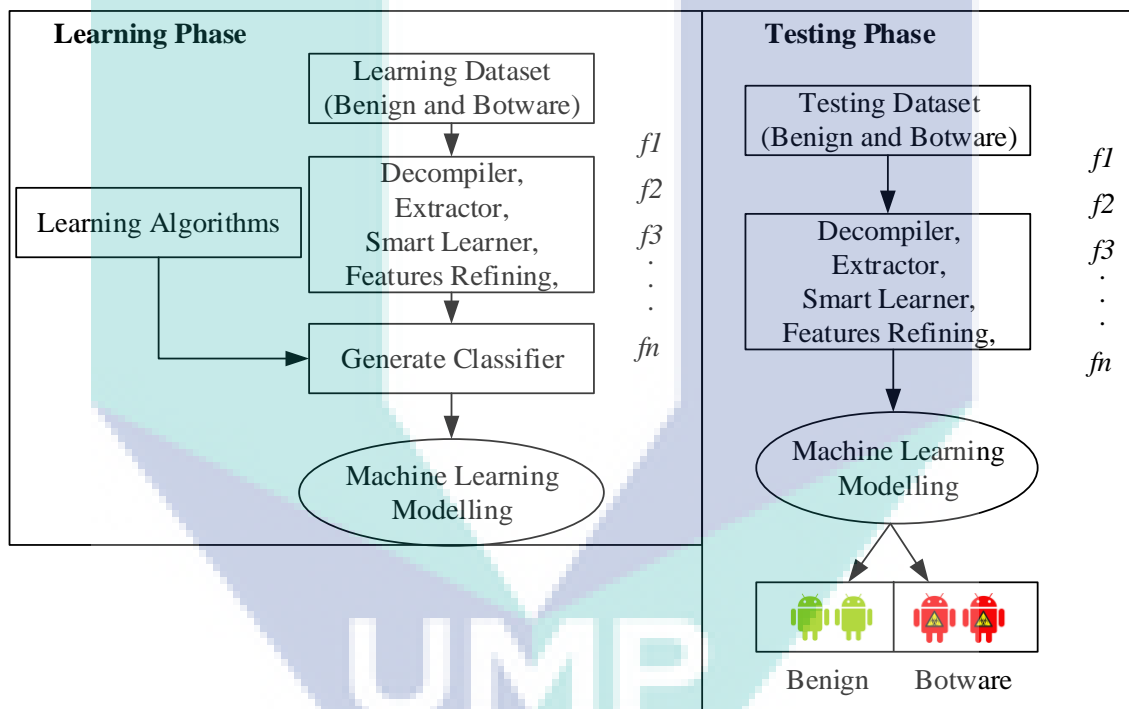 Learning Phase
Learning Dataset
(Benign and Botware)
Learning Algorithms
Decompiler,
Extractor,
Smart Learner,
Features Refining,
f1
f2
f3
.
.
.
fn
Generate Classifier
Machine Learning
Modelling
Testing Phase
Testing Dataset
(Benign and Botware)
Decompiler,
Extractor,
Smart Learner,
Features Refining,
f1
f2
f3
.
.
.
fn
Machine Learning
Modelling
Benign
Botware
UMP